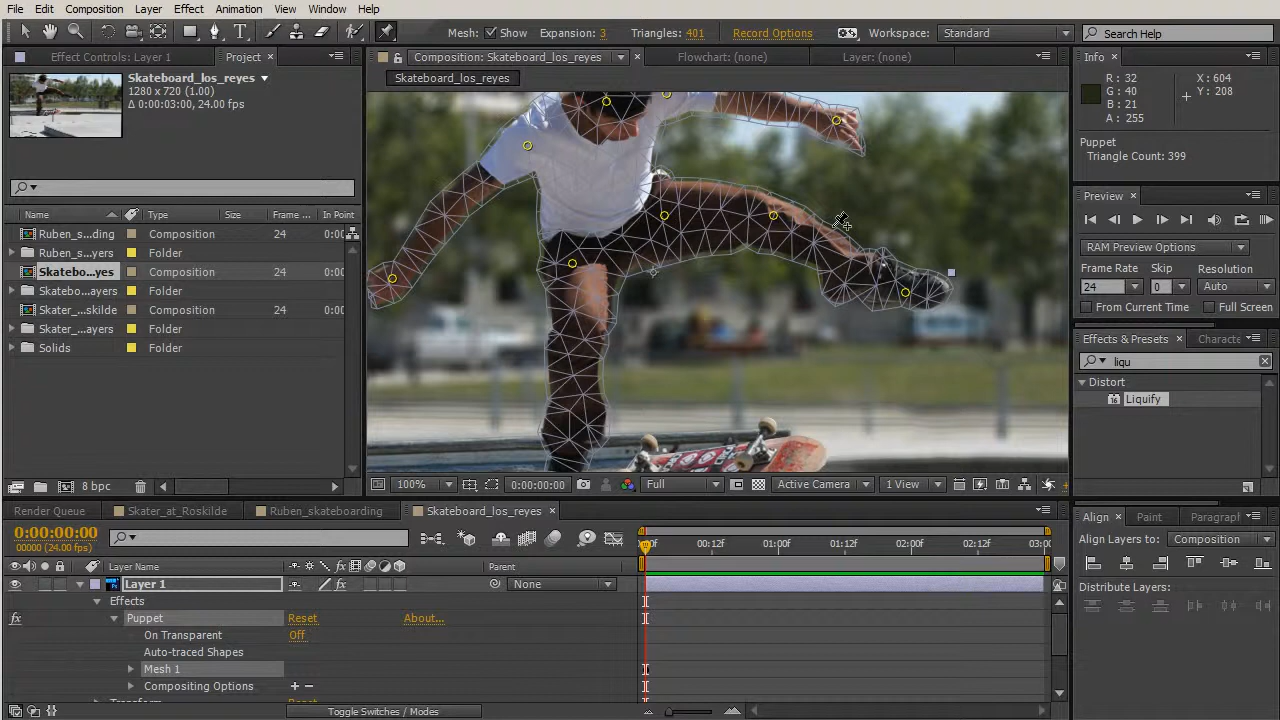 File Edit Composition Layer Effect Animation View Window Help
Mesh: Show Expansion: 3 Triangles: 401 Record Options Workspace: Standard Search Help
Effect Controls: Layer 1 Project Composition: Skateboard_los_reyes Flowchart: (none) Layer: (none) Info
Skateboard_los_reyes
1280 x 720 (1.00)
Δ 0:00:03:00, 24.00 fps
Skateboard_los_reyes
R: 32 X: 604
G: 40 Y: 208
B: 21
A: 255
Puppet
Triangle Count: 399
Preview
RAM Preview Options
Frame Rate Skip Resolution
24 0 Auto
From Current Time Full Screen
Effects & Presets Characte
liqu
Distort
Liquify
Name Type Size Frame ... In Point
Ruben_s...ding Composition 24 0:00
Ruben_s...yers Folder
Skatebo...yes Composition 24 0:00
Skatebo...ayers Folder
Skater_...skilde Composition 24 0:00
Skater_...ayers Folder
Solids Folder
8 bpc
100% 0:00:00:00 Full Active Camera 1 View
Render Queue Skater_at_Roskilde Ruben_skateboarding Skateboard_los_reyes
0:00:00:00
00000 (24.00 fps)
00:12f 01:00f 01:12f 02:00f 02:12f
Layer Name Parent
Layer 1 None
Effects
Puppet Reset About...
On Transparent Off
Auto-traced Shapes
Mesh 1
Compositing Options
Toggle Switches / Modes
Align Paint Paragraph
Align Layers to: Composition
Distribute Layers: